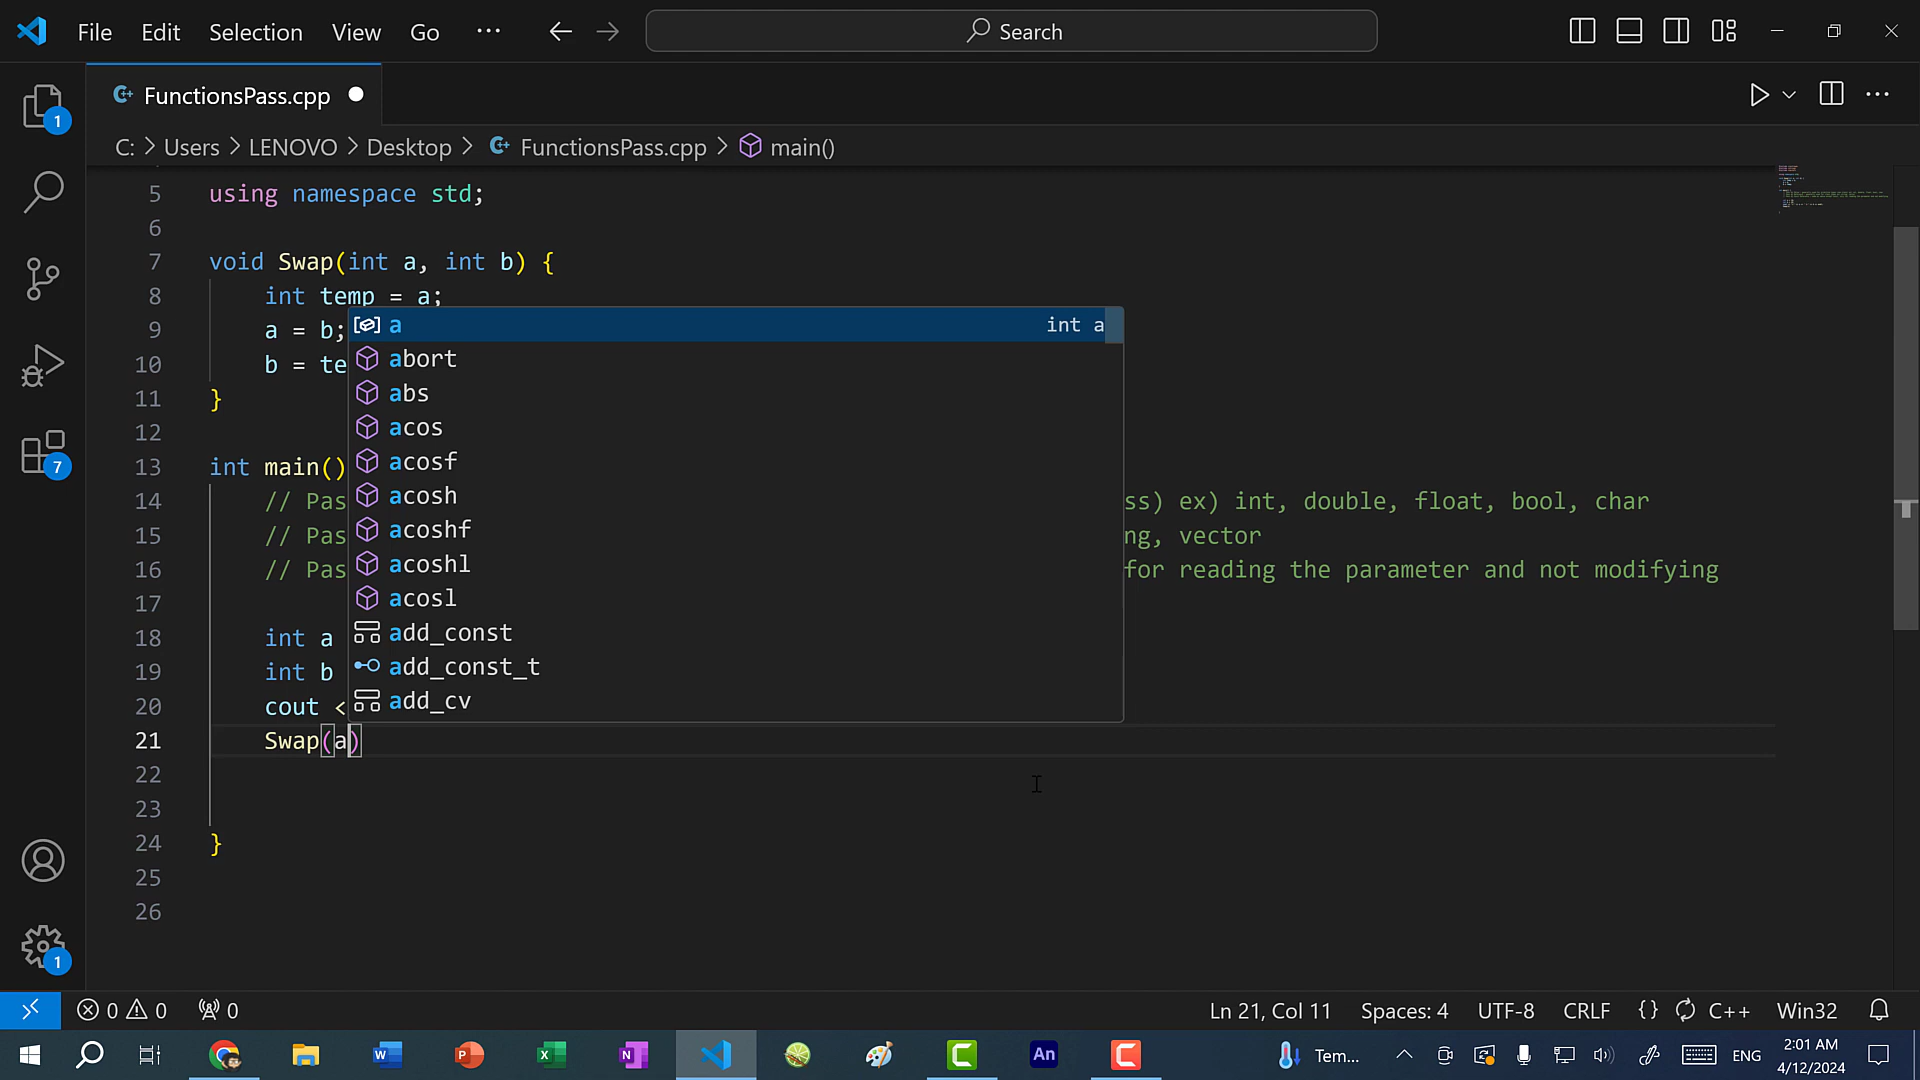 File Edit Selection View Go ··· Search
FunctionsPass.cpp
C: > Users > LENOVO > Desktop > FunctionsPass.cpp > main()
5 using namespace std;
6
7 void Swap(int a, int b) {
8 int temp = a;
9 a = b;
10 b = te
11 }
12
13 int main()
14 // Pas ss) ex) int, double, float, bool, char
15 // Pas ng, vector
16 // Pas for reading the parameter and not modifying
17
18 int a
19 int b
20 cout <
21 Swap(a)
22
23
24 }
25
26
a int a
abort
abs
acos
acosf
acosh
acoshf
acoshl
acosl
add_const
add_const_t
add_cv
1
7
1
0 0 0 Ln 21, Col 11 Spaces: 4 UTF-8 CRLF {} C++ Win32
An Tem... ENG 2:01 AM
4/12/2024